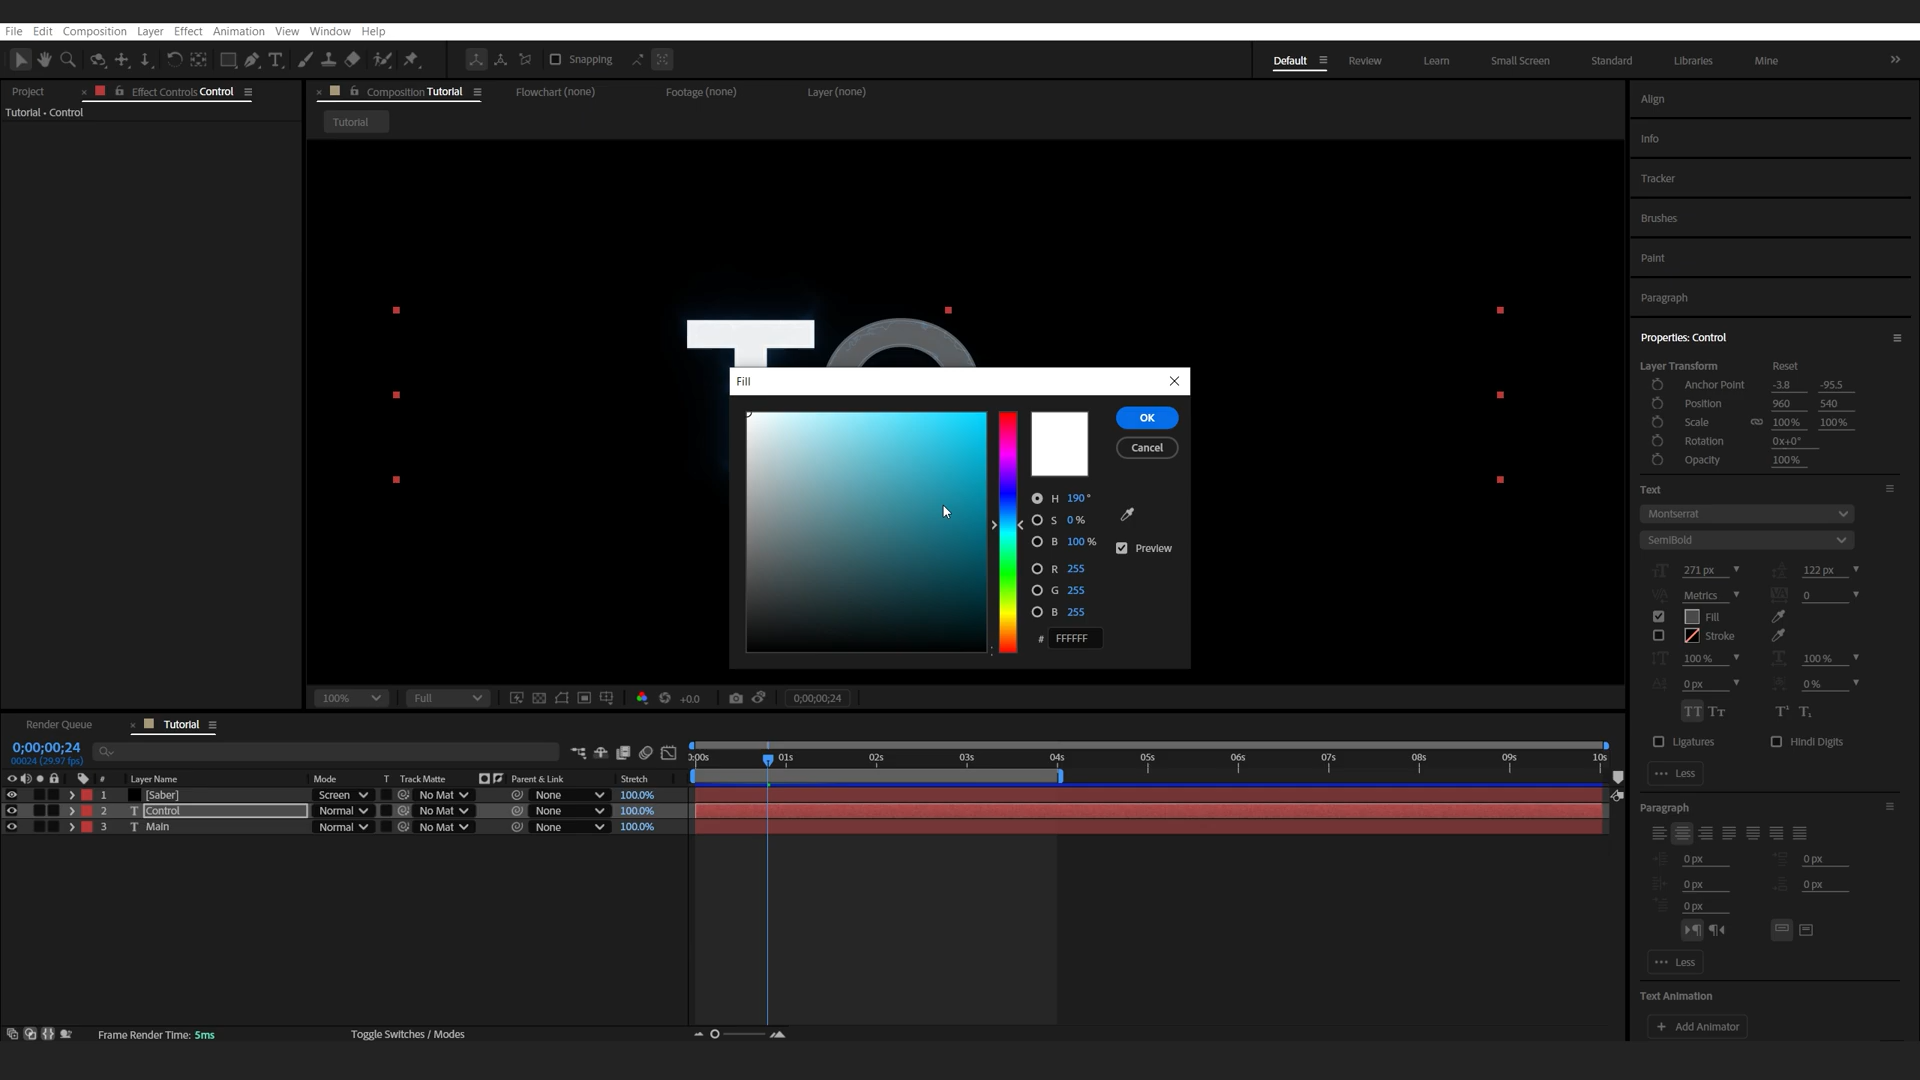 File Edit Composition Layer Effect Animation View Window Help
Snapping
Default Review Learn Small Screen Standard Libraries Mine
Project Effect Controls Control
Composition Tutorial Flowchart (none) Footage (none) Layer (none)
Tutorial • Control
Tutorial
TO
Fill
OK
Cancel
H 190 °
S 0 %
B 100 %
Preview
R 255
G 255
B 255
# FFFFFF
100% Full +0.0 0;00;00;24
Align
Info
Tracker
Brushes
Paint
Paragraph
Properties: Control
Layer Transform Reset
Anchor Point -3.8 -95.5
Position 960 540
Scale 100% 100%
Rotation 0x+0°
Opacity 100%
Text
Montserrat
SemiBold
271 px 122 px
Metrics 0
Fill
Stroke
100 % 100 %
0 px 0 %
Ligatures Hindi Digits
Less
Paragraph
0 px 0 px
0 px 0 px
0 px
Less
Text Animation
Add Animator
Render Queue Tutorial
0;00;00;24
00024 (29.97 fps)
# Layer Name Mode T Track Matte Parent & Link Stretch
1 [Saber] Screen No Mat None 100.0%
2 T Control Normal No Mat None 100.0%
3 T Main Normal No Mat None 100.0%
:00s 01s 02s 03s 04s 05s 06s 07s 08s 09s 10s
Frame Render Time: 5ms Toggle Switches / Modes